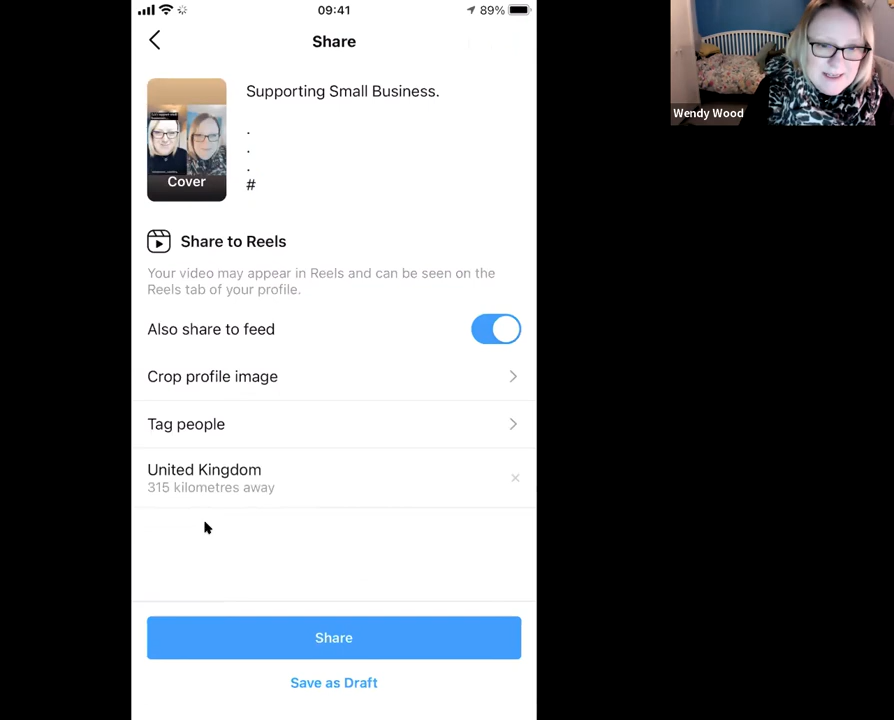 09:41
89%
Share
Wendy Wood
Supporting Small Business.
.
.
.
#
Cover
Share to Reels
Your video may appear in Reels and can be seen on the
Reels tab of your profile.
Also share to feed
Crop profile image
Tag people
United Kingdom
315 kilometres away
Share
Save as Draft